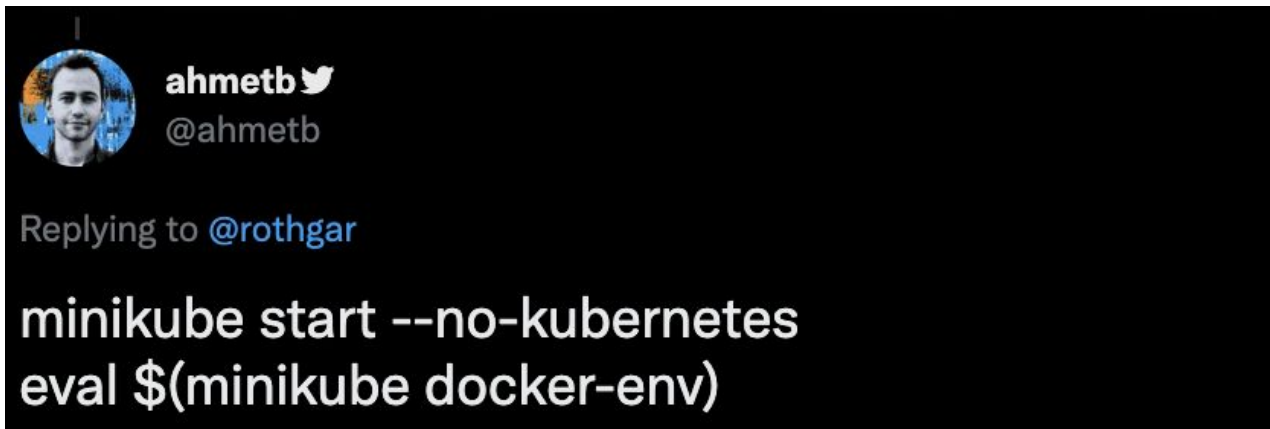 ahmetb
@ahmetb
Replying to @rothgar
minikube start --no-kubernetes
eval $(minikube docker-env)